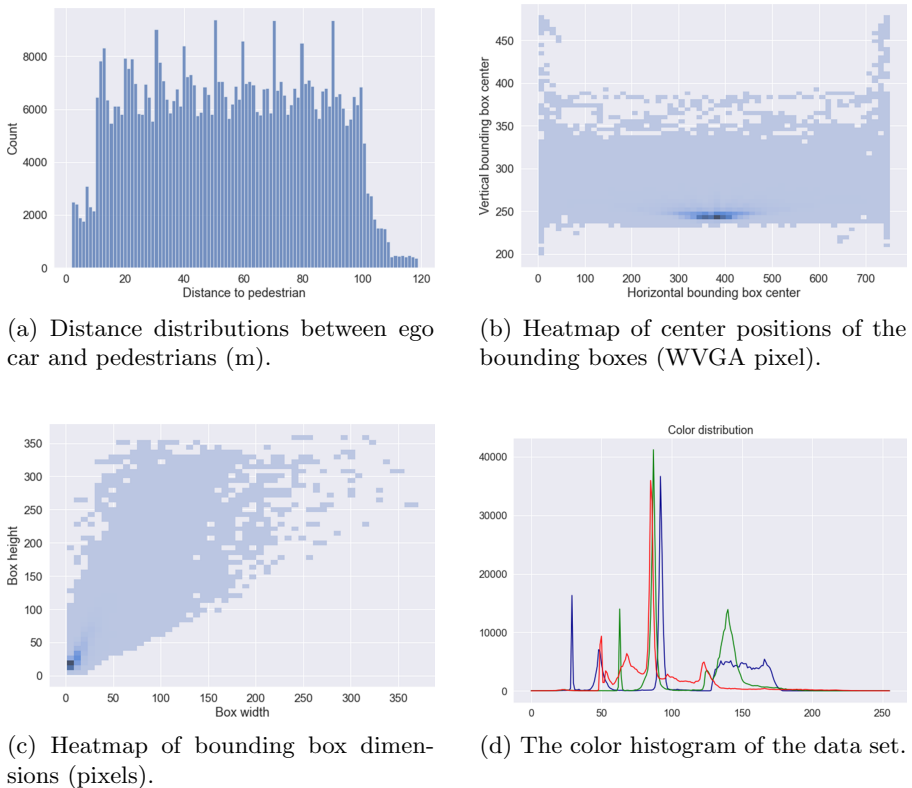 8000
6000
4000
2000
0
Count
0 20 40 60 80 100 120
Distance to pedestrian
(a) Distance distributions between ego
car and pedestrians (m).
450
400
350
300
250
200
Vertical bounding box center
0 100 200 300 400 500 600 700
Horizontal bounding box center
(b) Heatmap of center positions of the
bounding boxes (WVGA pixel).
350
300
250
200
150
100
50
0
Box height
0 50 100 150 200 250 300 350
Box width
(c) Heatmap of bounding box dimen-
sions (pixels).
Color distribution
40000
30000
20000
10000
0
0 50 100 150 200 250
(d) The color histogram of the data set.